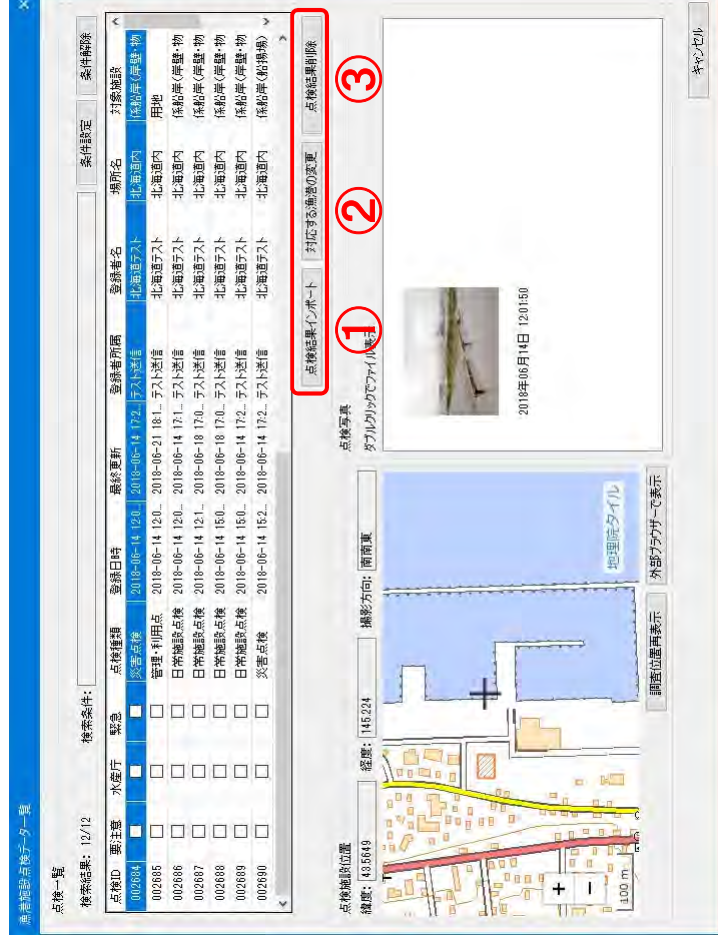 漁港施設点検データ一覧
点検一覧
検索結果: 12/12 検索条件: 条件設定 条件解除
点検ID 要注意 水産庁 緊急 点検種類 登録日時 最終更新 登録者所属 登録者名 場所名 対象施設
002684 災害点検 2018-06-14 12:0... 2018-06-14 17:2... テスト送信 北海道テスト 北海道内 係船岸(岸壁・物
002685 管理・利用点 2018-06-14 12:0... 2018-06-21 18:1... テスト送信 北海道テスト 北海道内 用地
002686 日常施設点検 2018-06-14 12:0... 2018-06-14 17:1... テスト送信 北海道テスト 北海道内 係船岸(岸壁・物
002687 日常施設点検 2018-06-14 12:1... 2018-06-18 17:0... テスト送信 北海道テスト 北海道内 係船岸(岸壁・物
002688 日常施設点検 2018-06-14 15:0... 2018-06-18 17:0... テスト送信 北海道テスト 北海道内 係船岸(岸壁・物
002689 日常施設点検 2018-06-14 15:0... 2018-06-14 17:2... テスト送信 北海道テスト 北海道内 係船岸(岸壁・物
002690 災害点検 2018-06-14 15:2... 2018-06-14 17:2... テスト送信 北海道テスト 北海道内 係船岸(船揚場)
点検結果インポート 対応する漁港の変更 点検結果削除
① ② ③
点検施設位置
緯度: 43.5649 経度: 145.224 撮影方向: 南南東
+
−
100 m
地理院タイル
調査位置再表示 外部ブラウザーで表示
点検写真
ダブルクリックでファイル表示
2018年06月14日 12:01:50
キャンセル